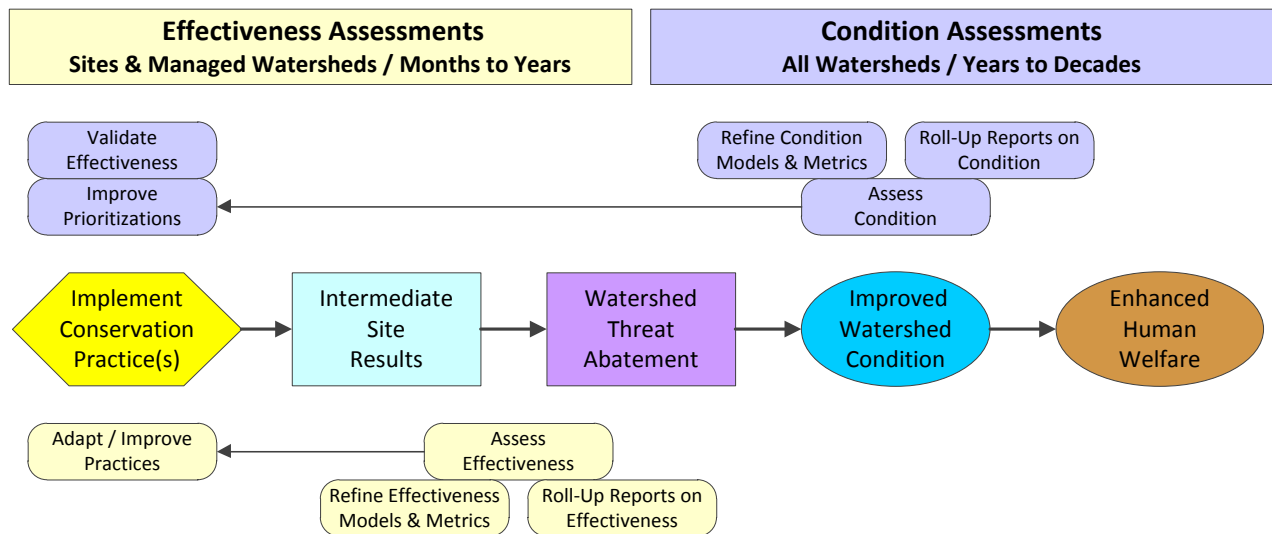 Effectiveness Assessments
Sites & Managed Watersheds / Months to Years
Condition Assessments
All Watersheds / Years to Decades
Validate
Effectiveness
Improve
Prioritizations
Refine Condition
Models & Metrics
Roll-Up Reports on
Condition
Assess
Condition
Implement
Conservation
Practice(s)
Intermediate
Site
Results
Watershed
Threat
Abatement
Improved
Watershed
Condition
Enhanced
Human
Welfare
Adapt / Improve
Practices
Assess
Effectiveness
Refine Effectiveness
Models & Metrics
Roll-Up Reports on
Effectiveness